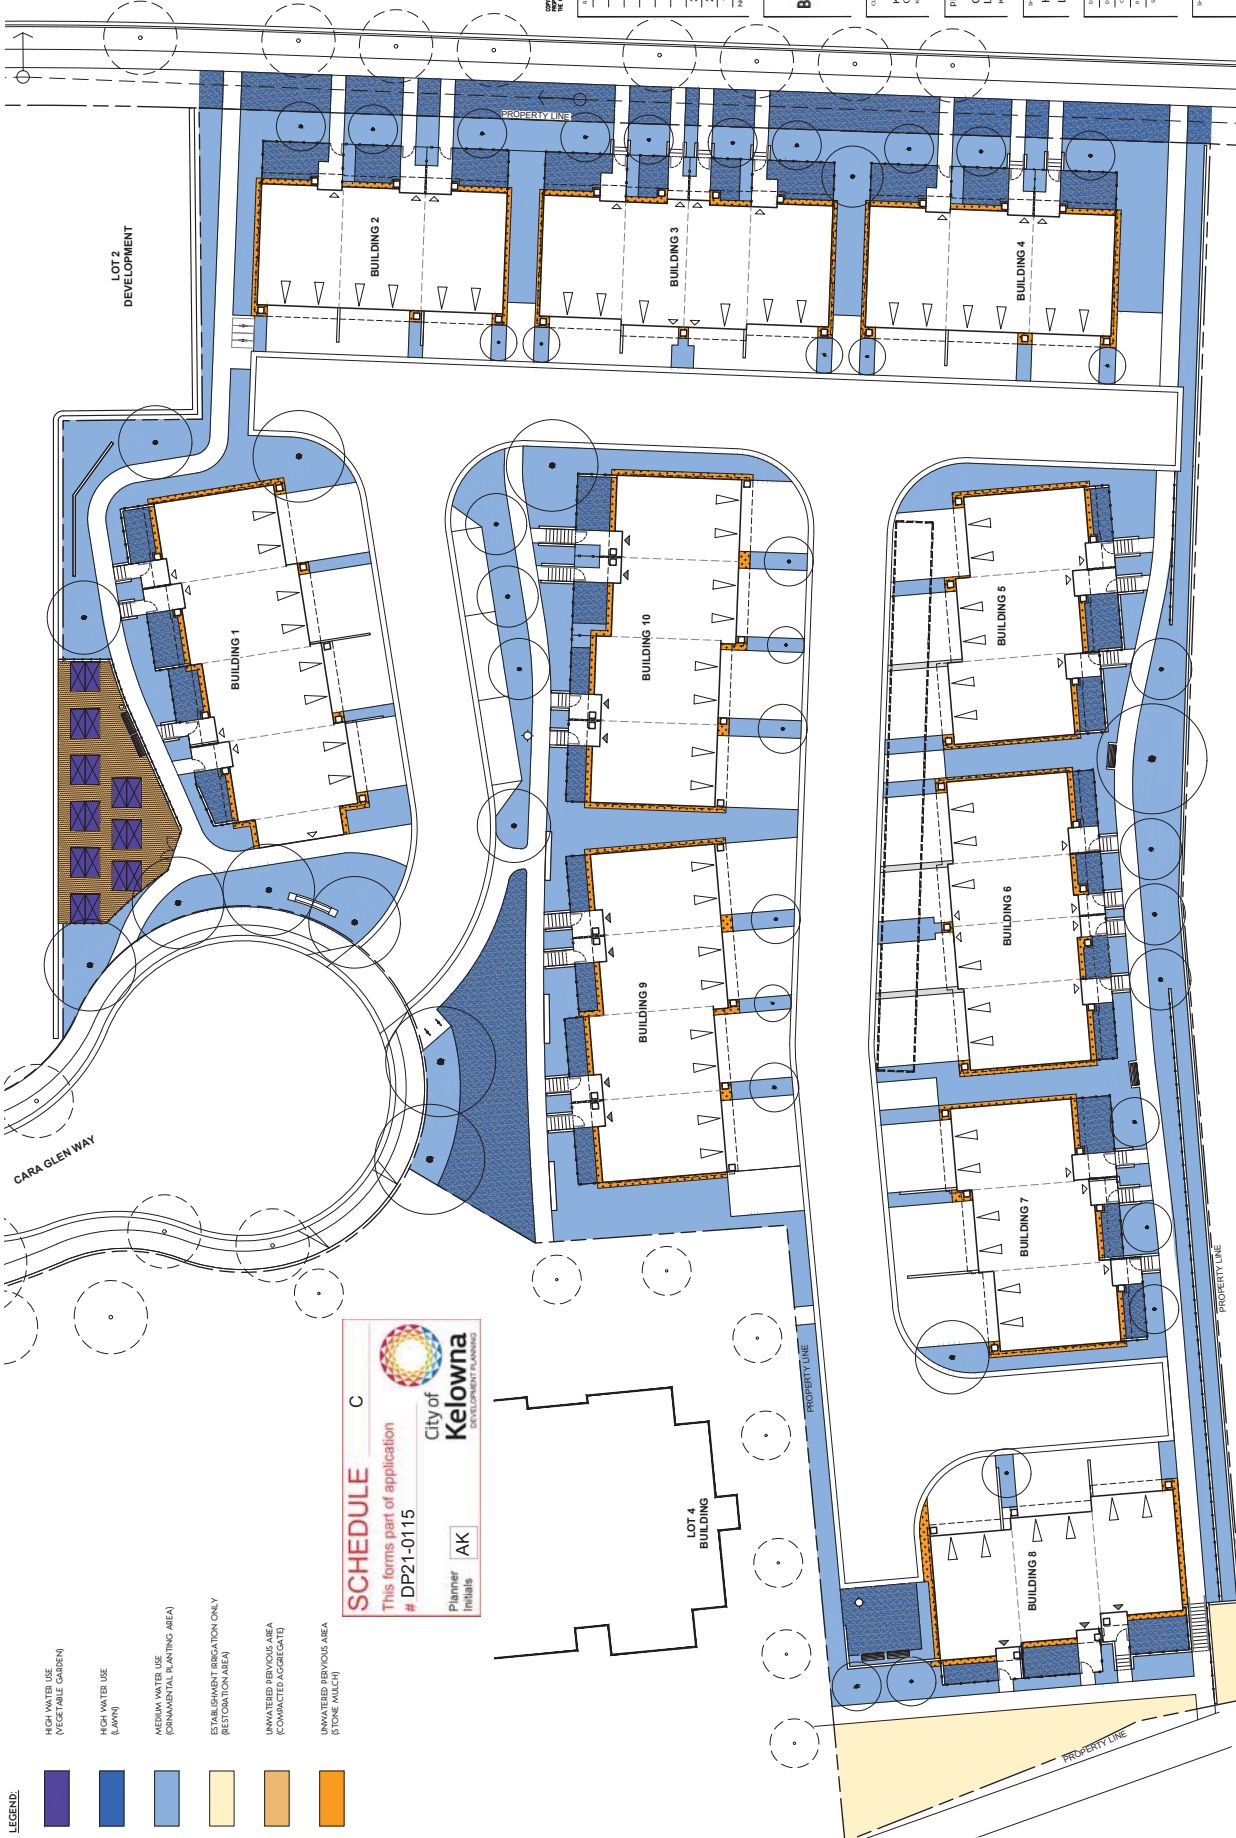 LEGEND:
HIGH WATER USE
(VEGETABLE GARDEN)
HIGH WATER USE
(LAWN)
MEDIUM WATER USE
(ORNAMENTAL PLANTING AREA)
ESTABLISHMENT IRRIGATION ONLY
(RESTORATION AREA)
UNWATERED PERVIOUS AREA
(COMPACTED AGGREGATE)
UNWATERED PERVIOUS AREA
(STONE MULCH)
SCHEDULE C
This forms part of application
# DP21-0115
City of
Kelowna
DEVELOPMENT PLANNING
Planner
Initials AK
CARA GLEN WAY
LOT 2
DEVELOPMENT
LOT 4
BUILDING
BUILDING 1
BUILDING 2
BUILDING 3
BUILDING 4
BUILDING 5
BUILDING 6
BUILDING 7
BUILDING 8
BUILDING 9
BUILDING 10
PROPERTY LINE
PROPERTY LINE
PROPERTY LINE
PROPERTY LINE